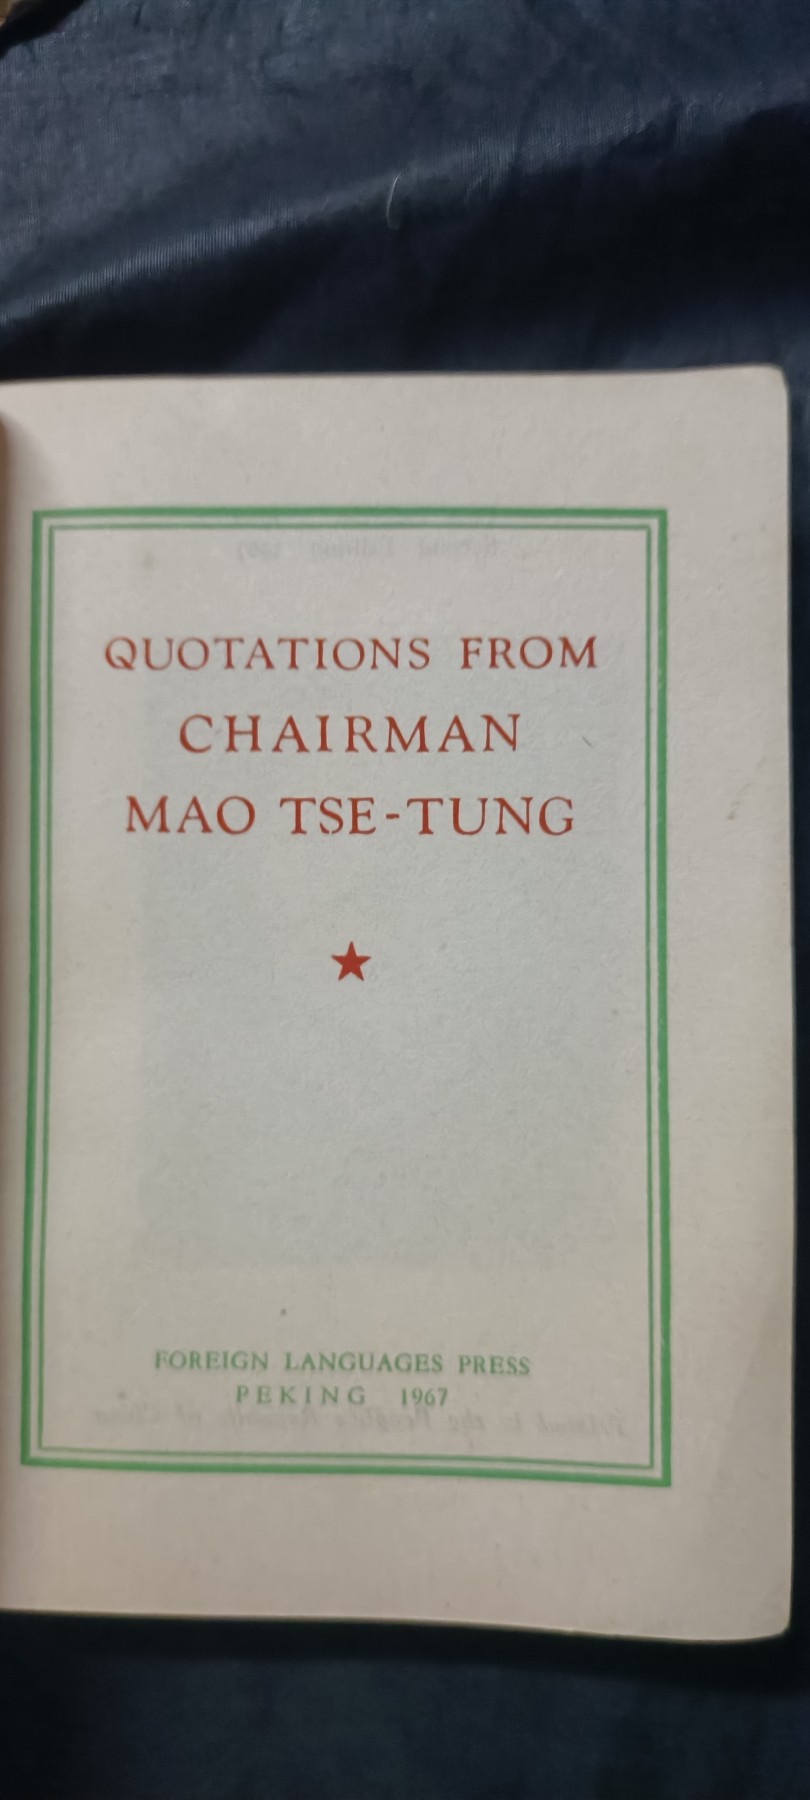 QUOTATIONS FROM
CHAIRMAN
MAO TSE-TUNG
FOREIGN LANGUAGES PRESS
PEKING 1967